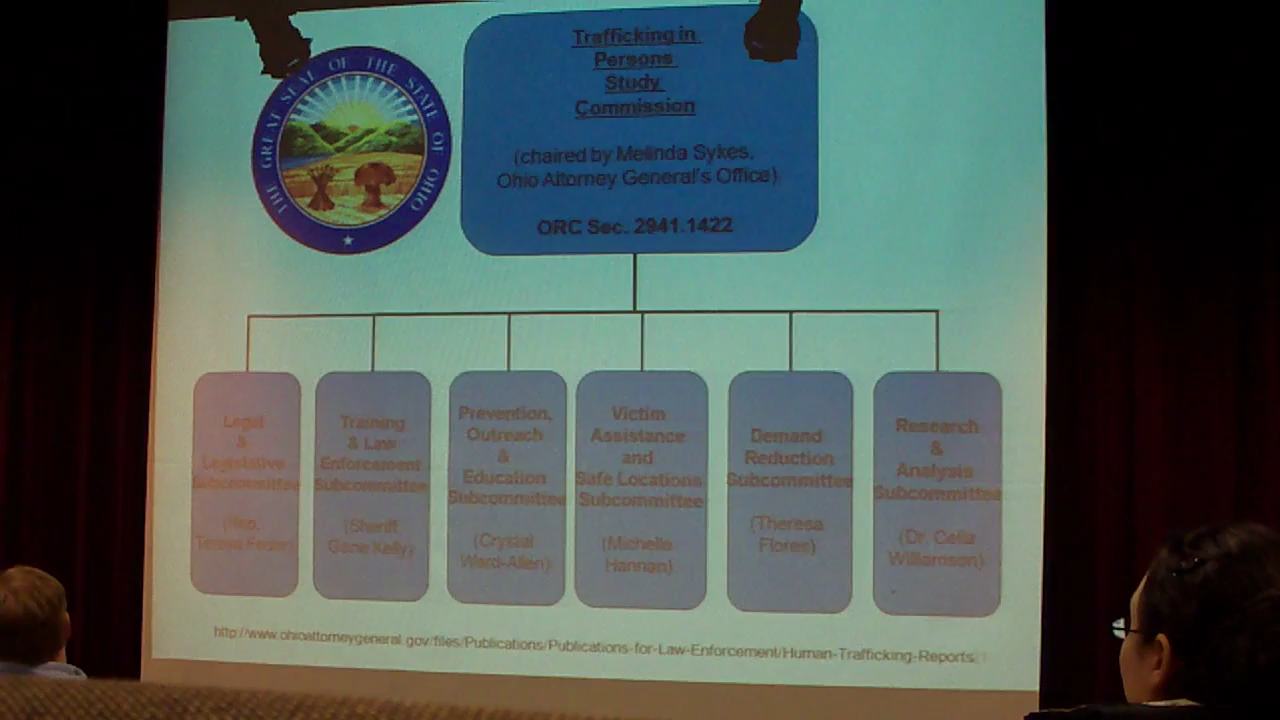 THE GREAT SEAL OF THE STATE OF OHIO
Trafficking in
Persons
Study
Commission
(chaired by Melinda Sykes,
Ohio Attorney General's Office)
ORC Sec. 2941.1422
Legal
&
Legislative
Subcommittee
(Rep.
Teresa Fedor)
Training
& Law
Enforcement
Subcommittee
(Sheriff
Gene Kelly)
Prevention,
Outreach
&
Education
Subcommittee
(Crystal
Ward-Allen)
Victim
Assistance
and
Safe Locations
Subcommittee
(Michelle
Hannan)
Demand
Reduction
Subcommittee
(Theresa
Flores)
Research
&
Analysis
Subcommittee
(Dr. Celia
Williamson)
http://www.ohioattorneygeneral.gov/files/Publications/Publications-for-Law-Enforcement/Human-Trafficking-Reports